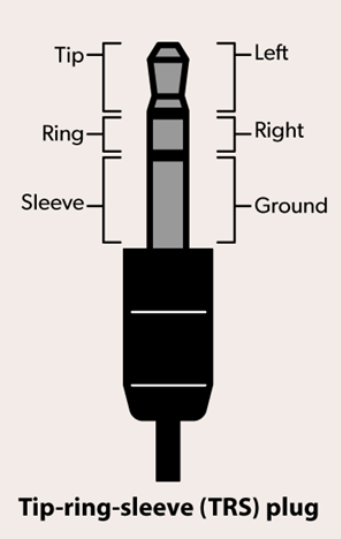 Tip
Left
Ring
Right
Sleeve
Ground
Tip-ring-sleeve (TRS) plug